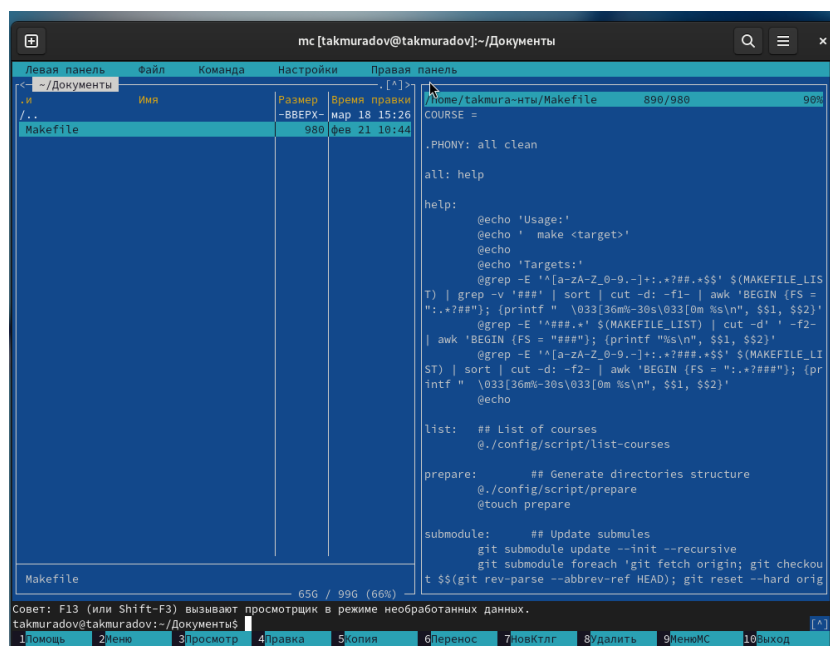 mc [takmuradov@takmuradov]:~/Документы
Левая панель Файл Команда Настройки Правая панель
~/Документы
.[^]>
.и Имя Размер Время правки
/.. -ВВЕРХ- мар 18 15:26
Makefile 980 фев 21 10:44
Makefile
65G / 99G (66%)
/home/takmura~нты/Makefile 890/980 90%
COURSE =
.PHONY: all clean
all: help
help:
@echo 'Usage:'
@echo ' make <target>'
@echo
@echo 'Targets:'
@grep -E '^[a-zA-Z_0-9.-]+:.*?##.*$$' $(MAKEFILE_LIS
T) | grep -v '###' | sort | cut -d: -f1- | awk 'BEGIN {FS =
":.*?##"}; {printf " \033[36m%-30s\033[0m %s\n", $$1, $$2}'
@grep -E '^###.*' $(MAKEFILE_LIST) | cut -d' ' -f2-
| awk 'BEGIN {FS = "###"}; {printf "%s\n", $$1, $$2}'
@grep -E '^[a-zA-Z_0-9.-]+:.*?###.*$$' $(MAKEFILE_LI
ST) | sort | cut -d: -f2- | awk 'BEGIN {FS = ":.*?###"}; {pr
intf " \033[36m%-30s\033[0m %s\n", $$1, $$2}'
@echo
list: ## List of courses
@./config/script/list-courses
prepare: ## Generate directories structure
@./config/script/prepare
@touch prepare
submodule: ## Update submules
git submodule update --init --recursive
git submodule foreach 'git fetch origin; git checkou
t $$(git rev-parse --abbrev-ref HEAD); git reset --hard orig
Совет: F13 (или Shift-F3) вызывают просмотрщик в режиме необработанных данных.
takmuradov@takmuradov:~/Документы$ [^]
1Помощь 2Меню 3Просмотр 4Правка 5Копия 6Перенос 7НовКтлг 8Удалить 9МенюMC 10Выход